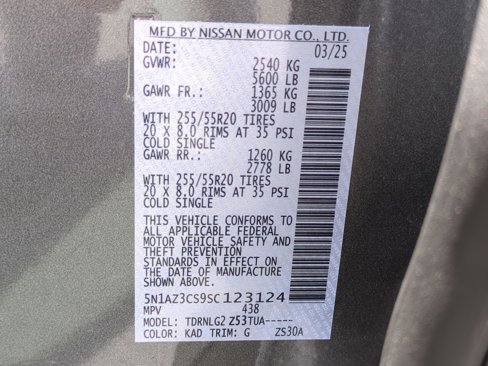 MFD BY NISSAN MOTOR CO., LTD.
DATE: 03/25
GVWR: 2540 KG
5600 LB
GAWR FR.: 1365 KG
3009 LB
WITH 255/55R20 TIRES
20 X 8.0 RIMS AT 35 PSI
COLD SINGLE
GAWR RR.: 1260 KG
2778 LB
WITH 255/55R20 TIRES
20 X 8.0 RIMS AT 35 PSI
COLD SINGLE
THIS VEHICLE CONFORMS TO
ALL APPLICABLE FEDERAL
MOTOR VEHICLE SAFETY AND
THEFT PREVENTION
STANDARDS IN EFFECT ON
THE DATE OF MANUFACTURE
SHOWN ABOVE.
5N1AZ3CS9SC123124
MPV 438
MODEL: TDRNLG2 Z53TUA-----
COLOR: KAD TRIM: G ZS30A